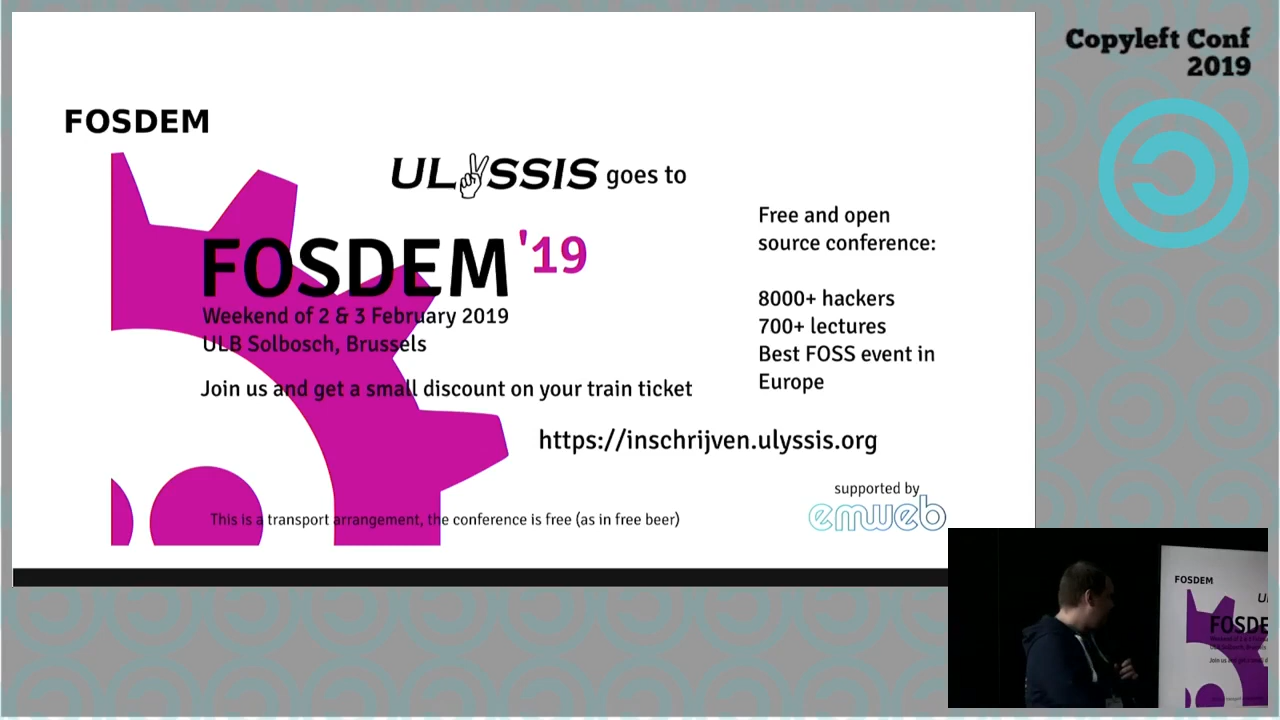 Copyleft Conf
2019
FOSDEM
ULYSSIS goes to
FOSDEM '19
Weekend of 2 & 3 February 2019
ULB Solbosch, Brussels
Join us and get a small discount on your train ticket
Free and open
source conference:
8000+ hackers
700+ lectures
Best FOSS event in
Europe
https://inschrijven.ulyssis.org
This is a transport arrangement, the conference is free (as in free beer)
supported by
emweb
FOSDEM